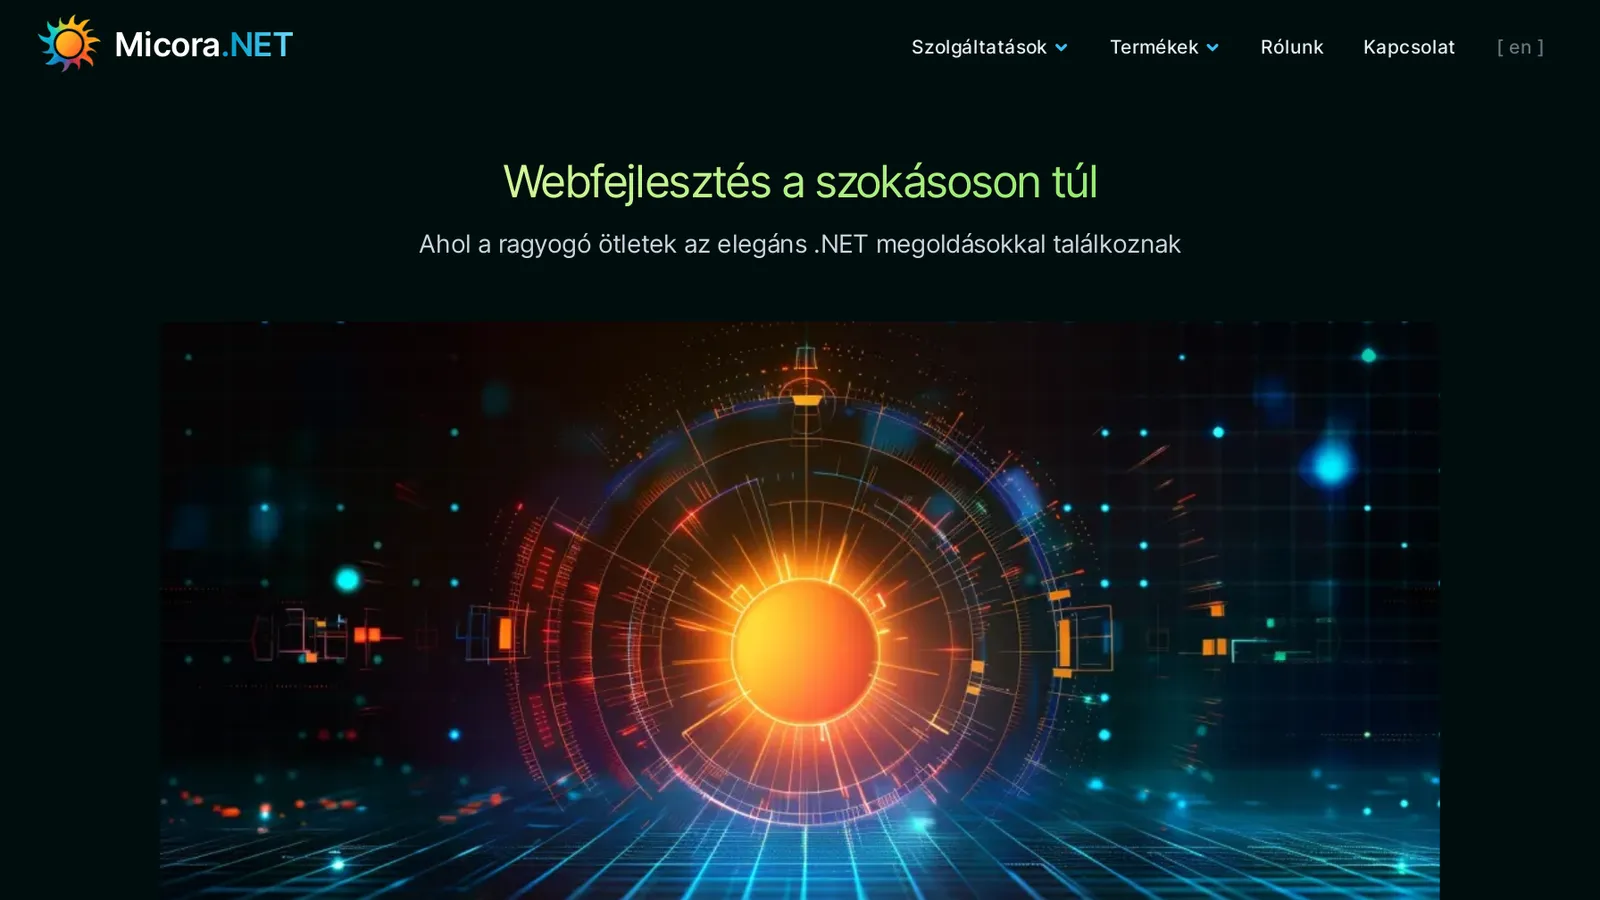 Micora.NET
Szolgáltatások
Termékek
Rólunk
Kapcsolat
[ en ]
Webfejlesztés a szokásoson túl
Ahol a ragyogó ötletek az elegáns .NET megoldásokkal találkoznak